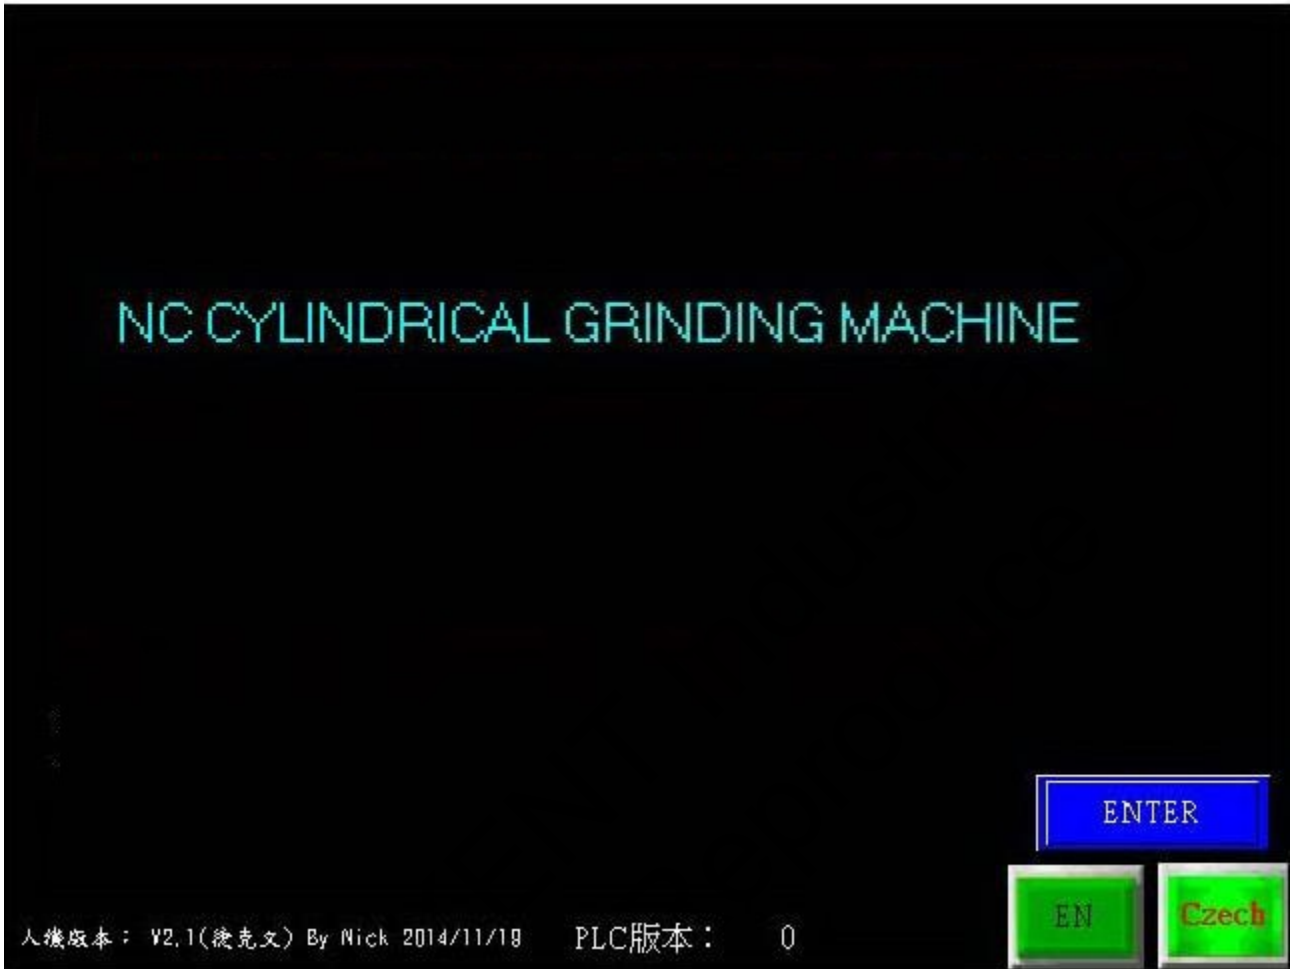 NC CYLINDRICAL GRINDING MACHINE
ENTER
EN Czech
人機版本： V2.1(捷克文) By Nick 2014/11/19 PLC版本： 0